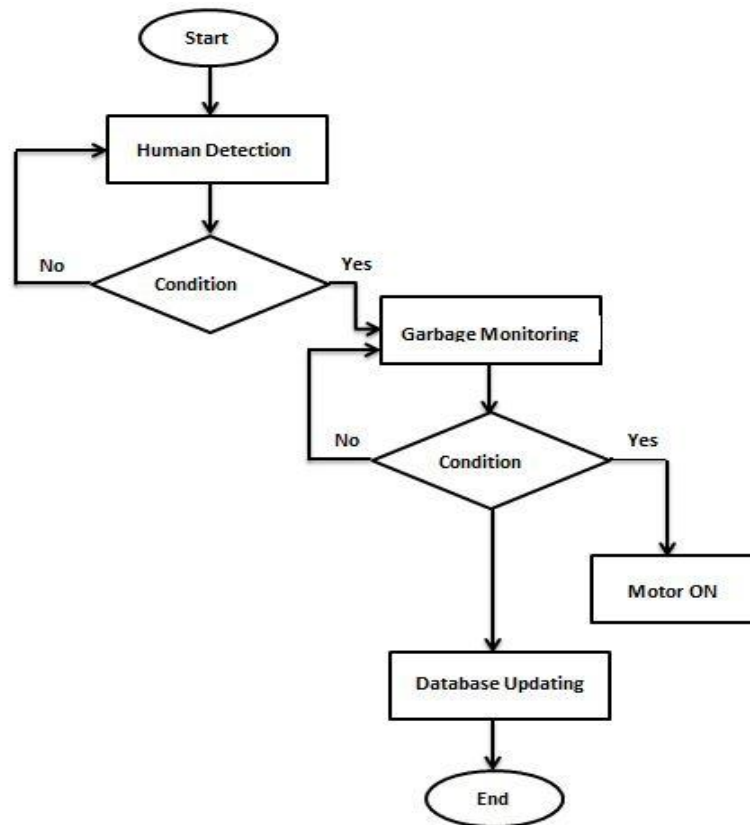 Start
Human Detection
No
Yes
Condition
Garbage Monitoring
No
Yes
Condition
Motor ON
Database Updating
End